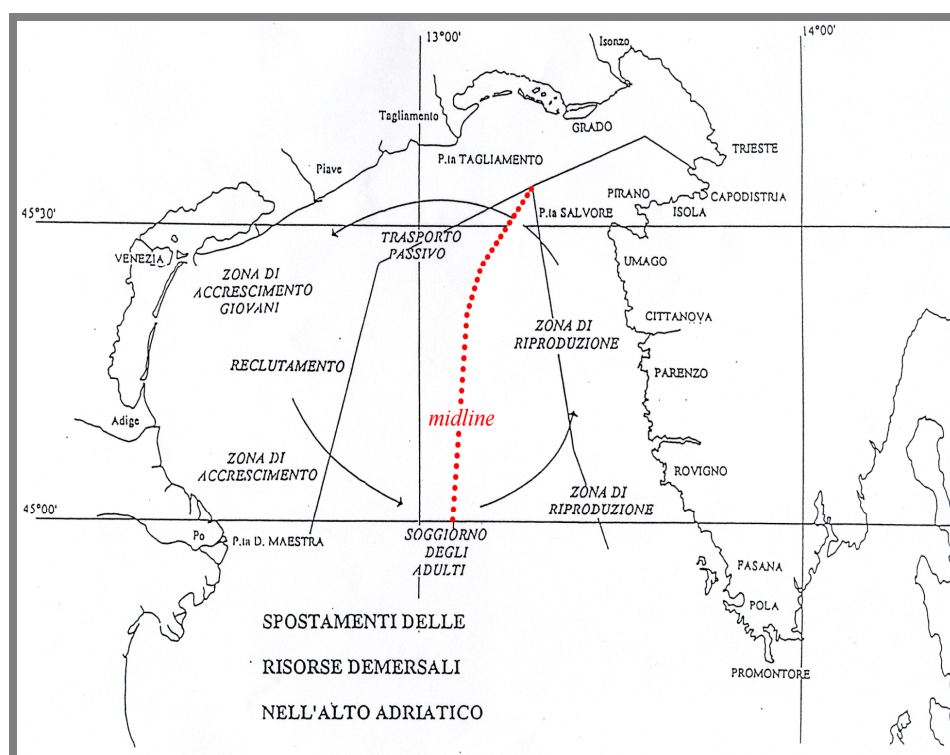 13°00'
14°00'
Isonzo
Tagliamento
GRADO
TRIESTE
P.ta TAGLIAMENTO
Piave
PIRANO
CAPODISTRIA
ISOLA
P.ta SALVORE
45°30'
TRASPORTO
PASSIVO
VENEZIA
UMAGO
ZONA DI
ACCRESCIMENTO
GIOVANI
CITTANOVA
ZONA DI
RIPRODUZIONE
RECLUTAMENTO
PARENZO
midline
Adige
ZONA DI
ACCRESCIMENTO
ROVIGNO
ZONA DI
RIPRODUZIONE
45°00'
Po
P.ta D. MAESTRA
SOGGIORNO
DEGLI
ADULTI
PASANA
POLA
PROMONTORE
SPOSTAMENTI DELLE
RISORSE DEMERSALI
NELL'ALTO ADRIATICO